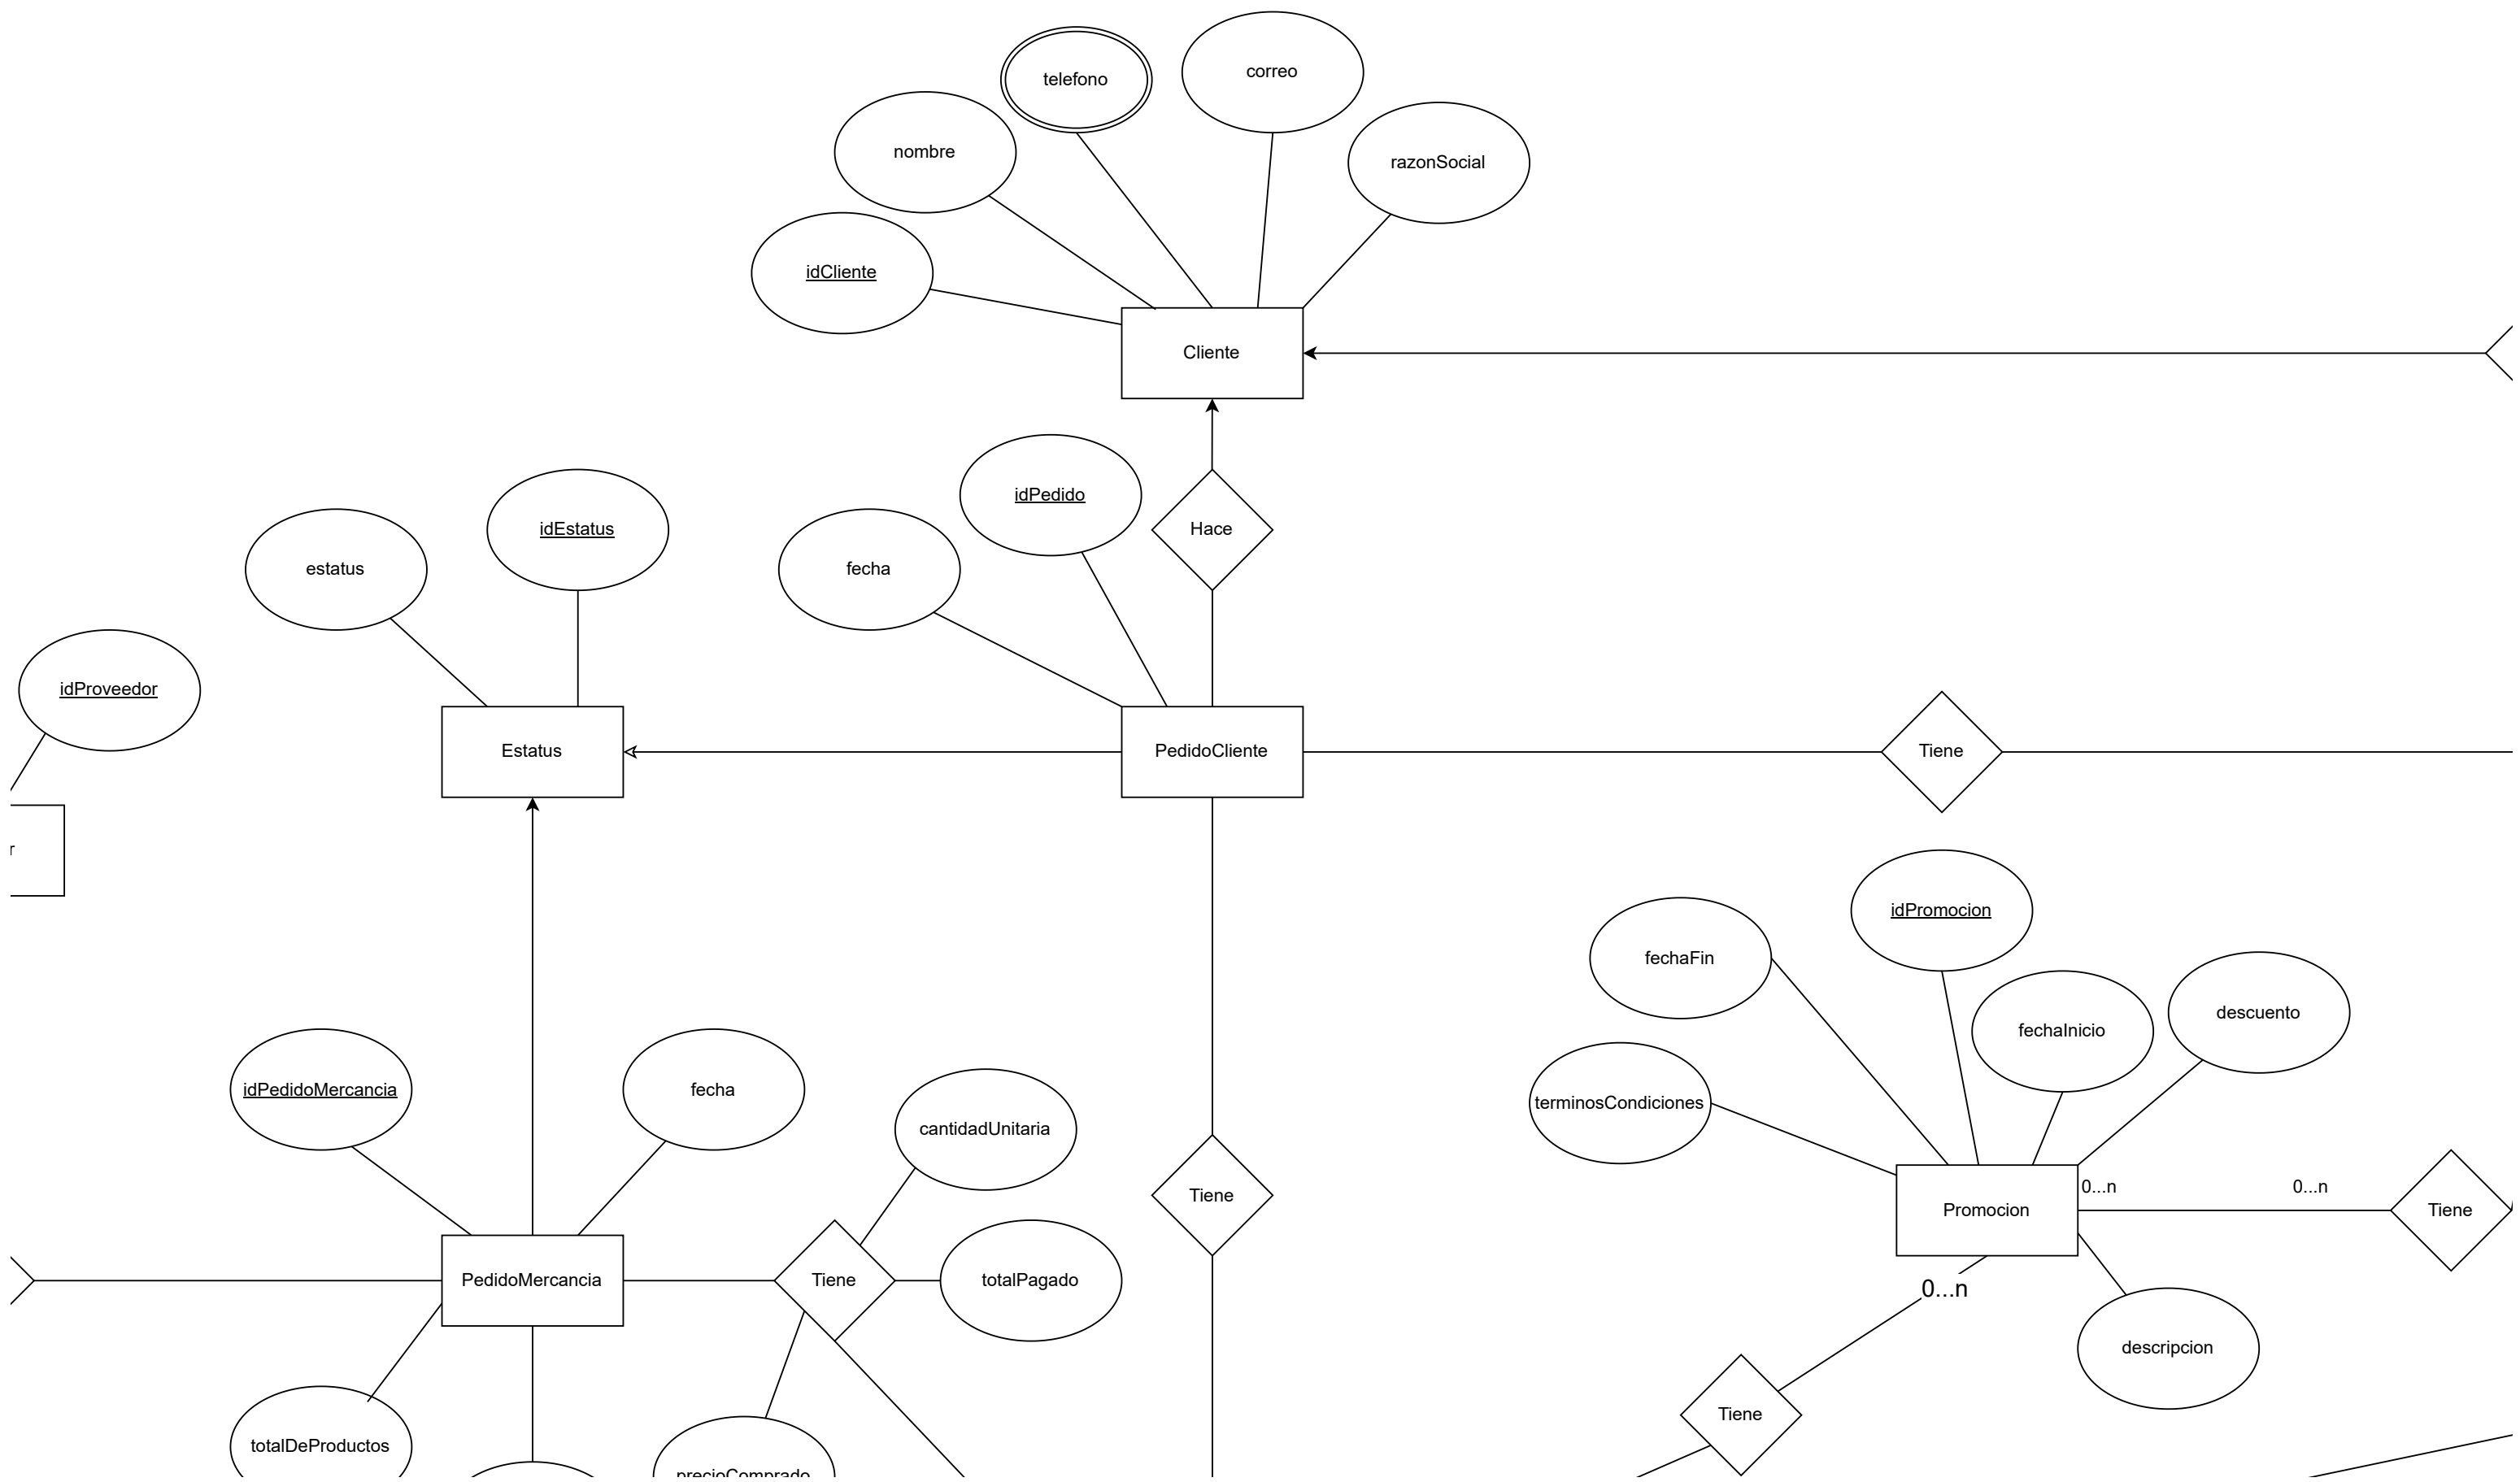 telefono
correo
nombre
razonSocial
idCliente
Cliente
idPedido
Hace
idEstatus
estatus
fecha
idProveedor
Estatus
PedidoCliente
Tiene
r
idPromocion
fechaFin
descuento
fechaInicio
idPedidoMercancia
fecha
terminosCondiciones
cantidadUnitaria
0...n
0...n
Tiene
Promocion
Tiene
PedidoMercancia
Tiene
totalPagado
0...n
descripcion
Tiene
totalDeProductos
precioComprado